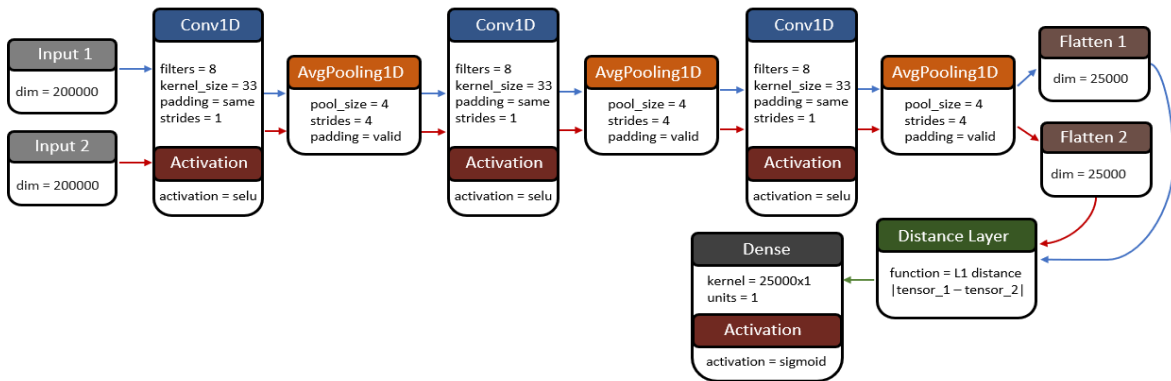 Input 1
dim = 200000
Input 2
dim = 200000
Conv1D
filters = 8
kernel_size = 33
padding = same
strides = 1
Activation
activation = selu
AvgPooling1D
pool_size = 4
strides = 4
padding = valid
Conv1D
filters = 8
kernel_size = 33
padding = same
strides = 1
Activation
activation = selu
AvgPooling1D
pool_size = 4
strides = 4
padding = valid
Conv1D
filters = 8
kernel_size = 33
padding = same
strides = 1
Activation
activation = selu
AvgPooling1D
pool_size = 4
strides = 4
padding = valid
Flatten 1
dim = 25000
Flatten 2
dim = 25000
Distance Layer
function = L1 distance
|tensor_1 – tensor_2|
Dense
kernel = 25000x1
units = 1
Activation
activation = sigmoid